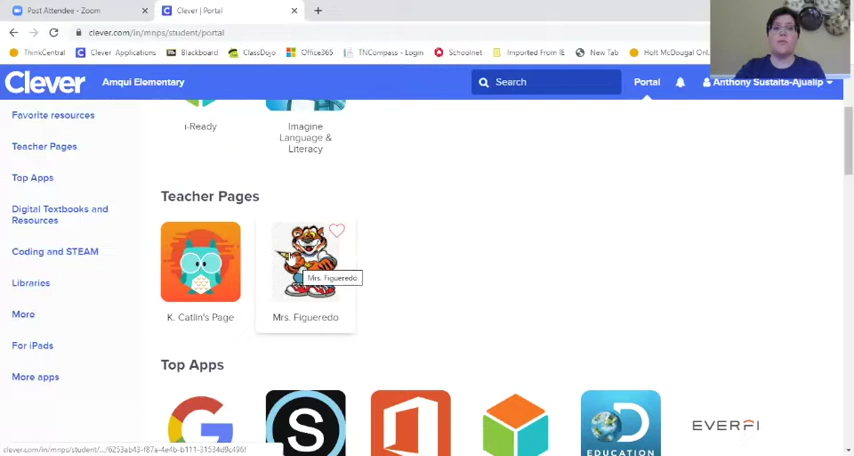 Post Attendee - Zoom
Clever | Portal
clever.com/in/mnps/student/portal
ThinkCentral
Clever Applications
Blackboard
ClassDojo
Office365
TNCompass - Login
Schoolnet
Imported From IE
New Tab
Holt McDougal Onl
Clever
Amqui Elementary
Search
Portal
Anthony Sustaita-Ajualip
Favorite resources
Teacher Pages
Top Apps
Digital Textbooks and
Resources
Coding and STEAM
Libraries
More
For iPads
More apps
i-Ready
Imagine
Language &
Literacy
Teacher Pages
Mrs. Figueredo
K. Catlin's Page
Mrs. Figueredo
Top Apps
G
S
D
EDUCATION
EVERFI